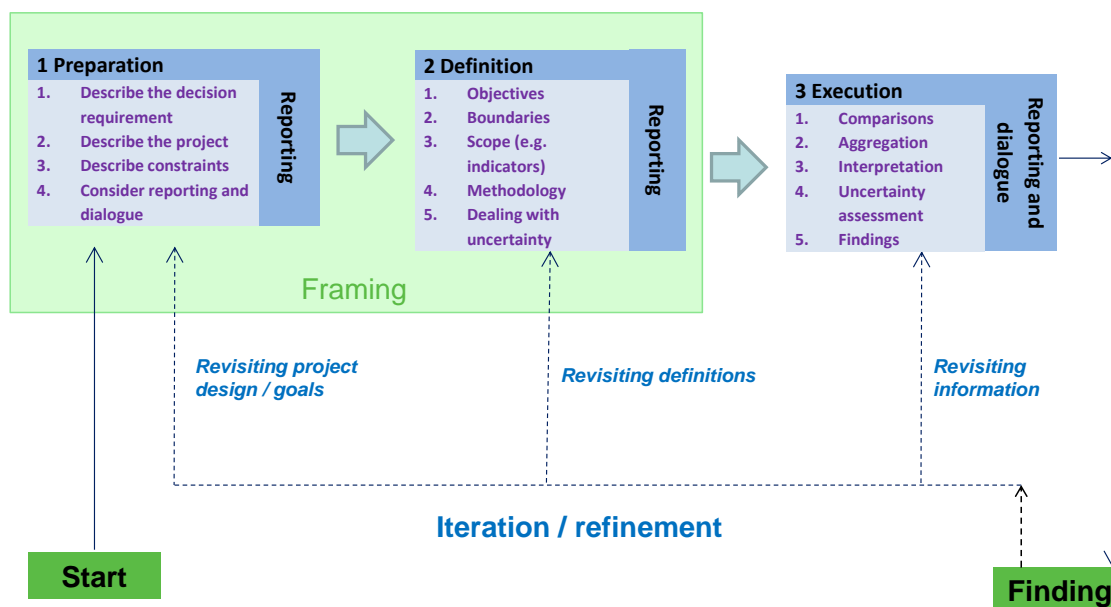 1 Preparation
1. Describe the decision
requirement
2. Describe the project
3. Describe constraints
4. Consider reporting and
dialogue
Reporting
2 Definition
1. Objectives
2. Boundaries
3. Scope (e.g.
indicators)
4. Methodology
5. Dealing with
uncertainty
Reporting
3 Execution
1. Comparisons
2. Aggregation
3. Interpretation
4. Uncertainty
assessment
5. Findings
Reporting and
dialogue
Framing
Revisiting project
design / goals
Revisiting definitions
Revisiting
information
Iteration / refinement
Start
Finding